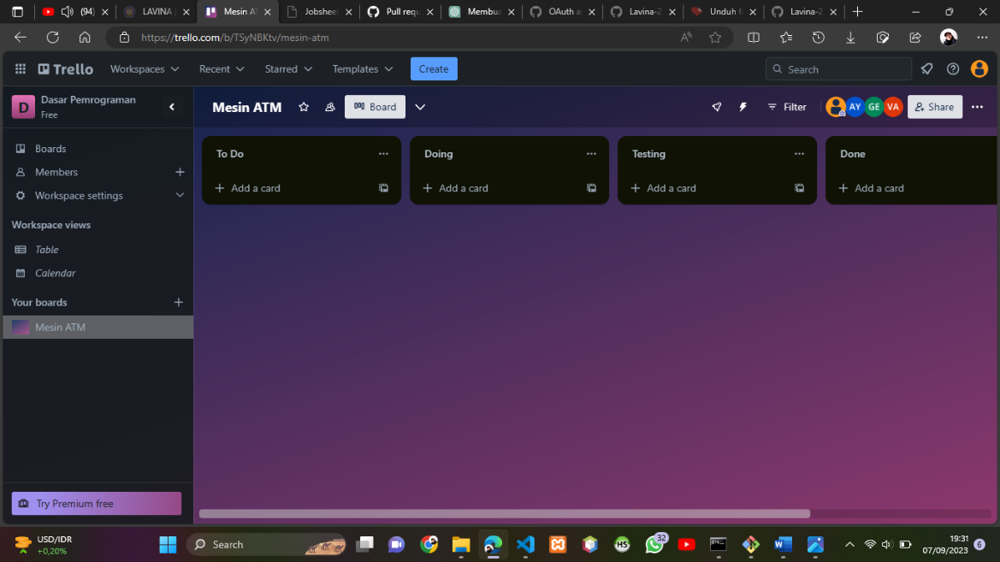 (94)
LAVINA
Mesin AT
Jobsheet
Pull requ
Membua
OAuth a
Lavina-2
Unduh f
Lavina-2
https://trello.com/b/TSyNBKtv/mesin-atm
Trello
Workspaces
Recent
Starred
Templates
Create
Search
D
Dasar Pemrograman
Free
Mesin ATM
Board
Filter
AY
GE
VA
Share
Boards
Members
Workspace settings
Workspace views
Table
Calendar
Your boards
Mesin ATM
Try Premium free
To Do
Add a card
Doing
Add a card
Testing
Add a card
Done
Add a card
USD/IDR
+0,20%
Search
HS
32
19:31
07/09/2023
6